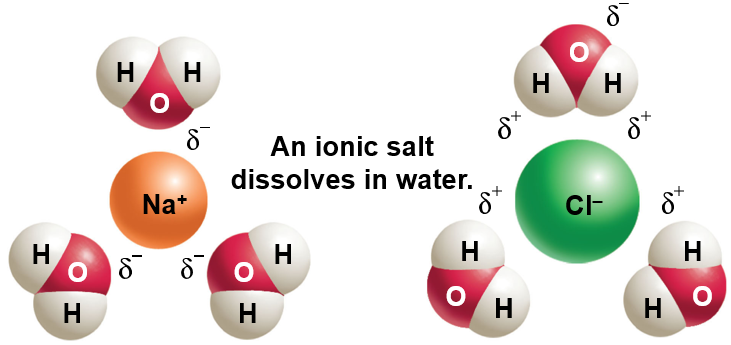 H H
O
δ⁻
An ionic salt
dissolves in water.
Na⁺
H
O
H
δ⁻
δ⁻
O
H
H
δ⁻
O
H H
δ⁺
δ⁺
δ⁺
Cl⁻
δ⁺
H
O
H
H
H
O